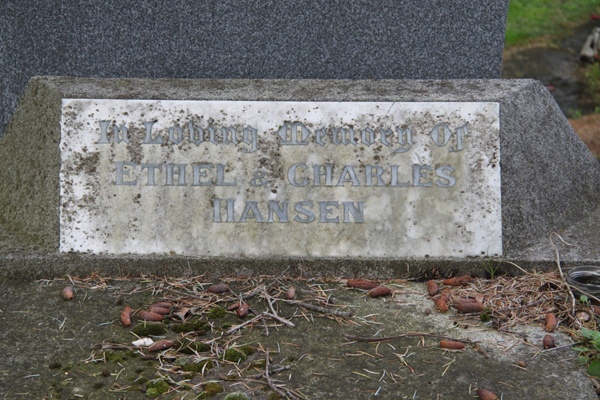 In Loving Memory Of
ETHEL & CHARLES
HANSEN